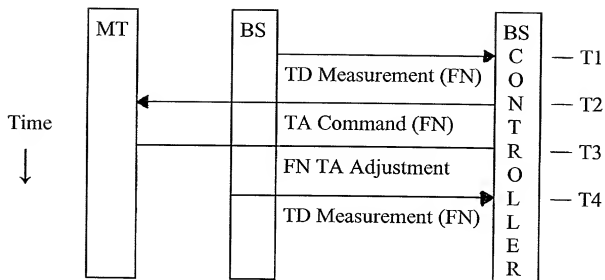 MT
BS
BS
CONTROLLER
T1
TD Measurement (FN)
T2
TA Command (FN)
Time
T3
FN TA Adjustment
T4
TD Measurement (FN)